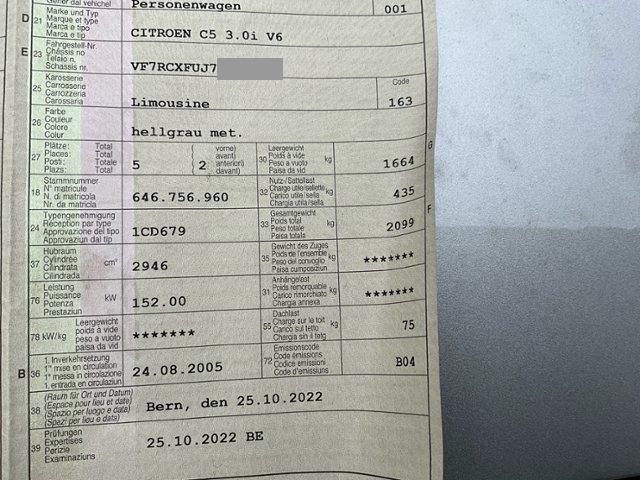 Personenwagen 001
D 21 Marke und Typ
Marque et type
Marca e tipo
Marca e tip
CITROEN C5 3.0i V6
E 23 Fahrgestell-Nr.
Châssis no
Telaio n.
Schassis nr.
VF7RCXFUJ7
25 Karosserie
Carrosserie
Carrozzeria
Carossaria
Limousine
Code
163
26 Farbe
Couleur
Colore
Colur
hellgrau met.
27 Plätze: Total
Places: Total
Posti: Totale
Plazs: Total
5
vorne)
avant)
anteriori)
davant)
2
G
30 Leergewicht
Poids à vide
Peso a vuoto
Paisa da vid
kg
1664
18 Stammnummer
N° matricule
N. di matricola
Nr. da matricla
646.756.960
32 Nutz-/Sattellast
Charge utile/sellette
Carico utile/sella
Chargia utila/sella
kg
435
24 Typengenehmigung
Réception par type
Approvazione del tipo
Approvaziun dal tip
1CD679
F
33 Gesamtgewicht
Poids total
Peso totale
Paisa totala
kg
2099
37 Hubraum
Cylindrée
Cilindrata
Cilindrada
cm³
2946
35 Gewicht des Zuges
Poids de l'ensemble
Peso del convoglio
Paisa cumposiziun
kg
*******
76 Leistung
Puissance
Potenza
Prestaziun
kW
152.00
31 Anhängelast
Poids remorquable
Carico rimorchiato
Chargia annexa
kg
*******
78 kW/kg Leergewicht
poids à vide
peso a vuoto
paisa da vid
*******
55 Dachlast
Charge sur le toit
Carico sul tetto
Chargia sin il tetg
kg
75
B 36 1. Inverkehrsetzung
1re mise en circulation
1a messa in circolazione
1. entrada en circulaziun
24.08.2005
72 Emissionscode
Code émissions
Codice emissioni
Code d'emissiuns
B04
38 (Raum für Ort und Datum)
(Espace pour lieu et date)
(Spazio per luogo e data)
(Spazi per lieu e data)
Bern, den 25.10.2022
39 Prüfungen
Expertises
Perizie
Examinaziuns
25.10.2022 BE